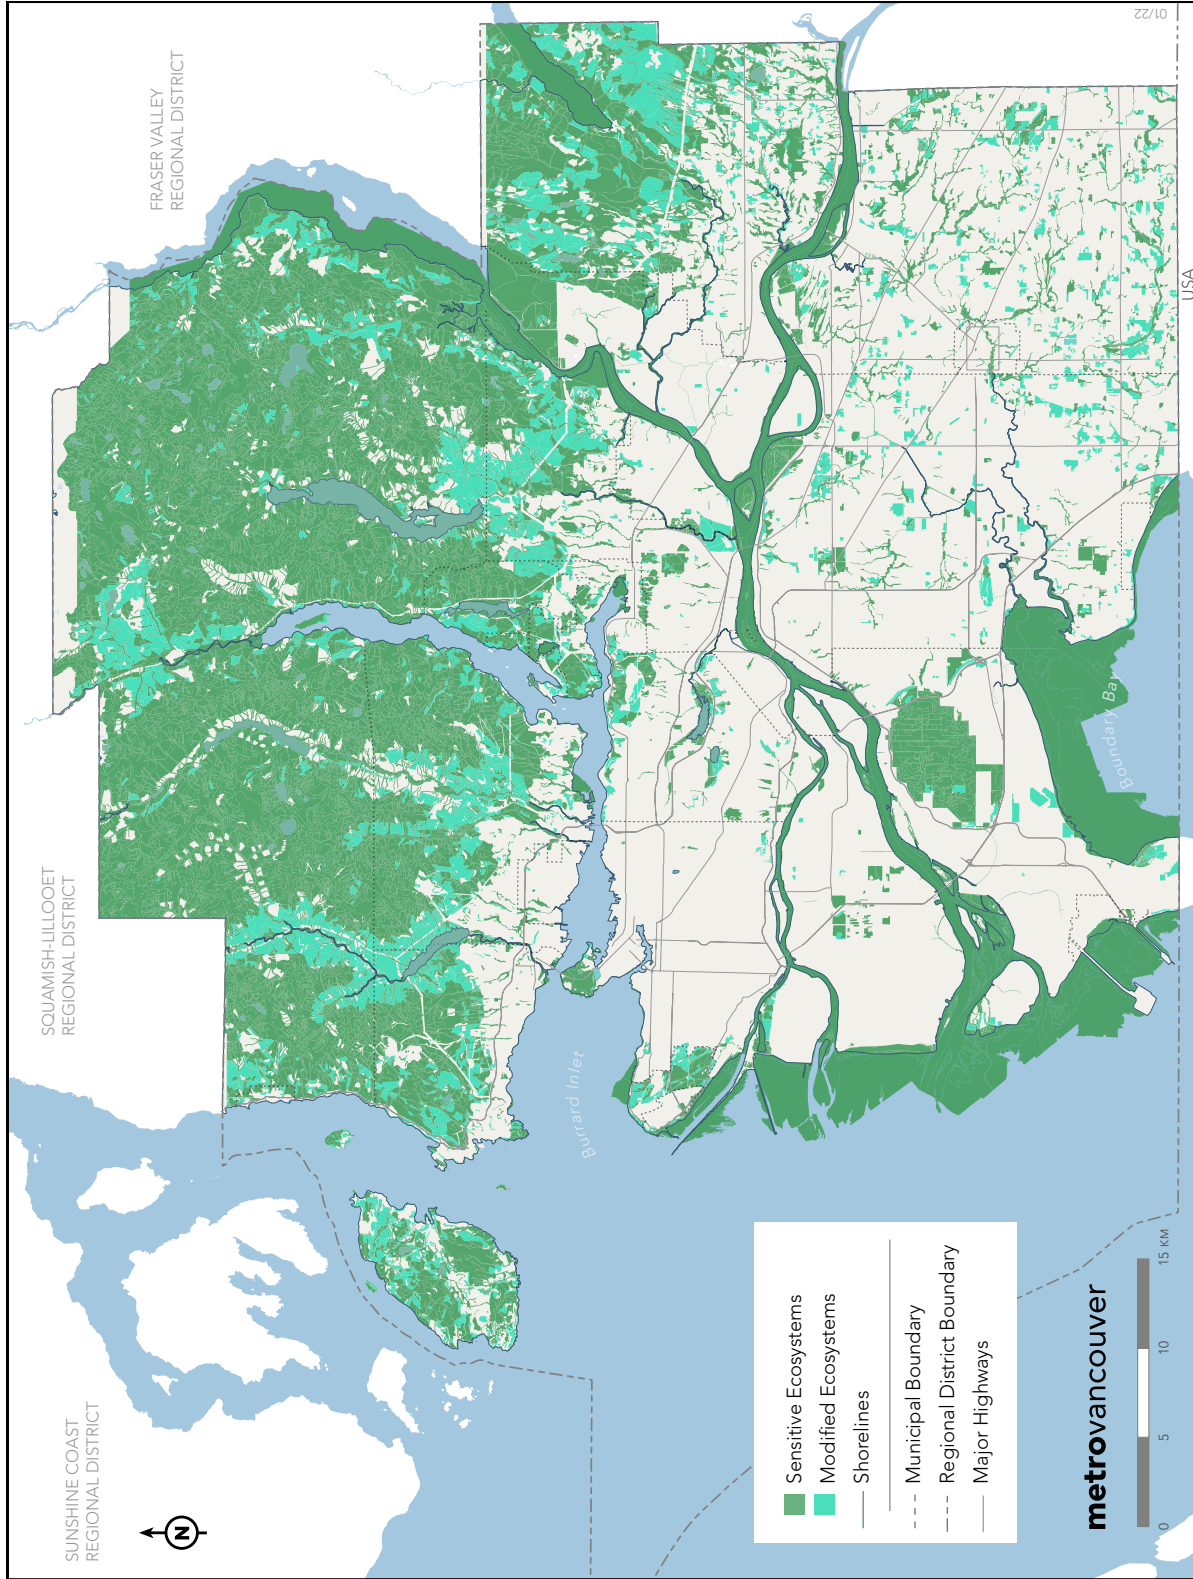 SUNSHINE COAST
REGIONAL DISTRICT
SQUAMISH-LILLOOET
REGIONAL DISTRICT
FRASER VALLEY
REGIONAL DISTRICT
01/22
N
Burrard Inlet
Boundary Bay
USA
Sensitive Ecosystems
Modified Ecosystems
Shorelines
Municipal Boundary
Regional District Boundary
Major Highways
metrovancouver
0 5 10 15 KM